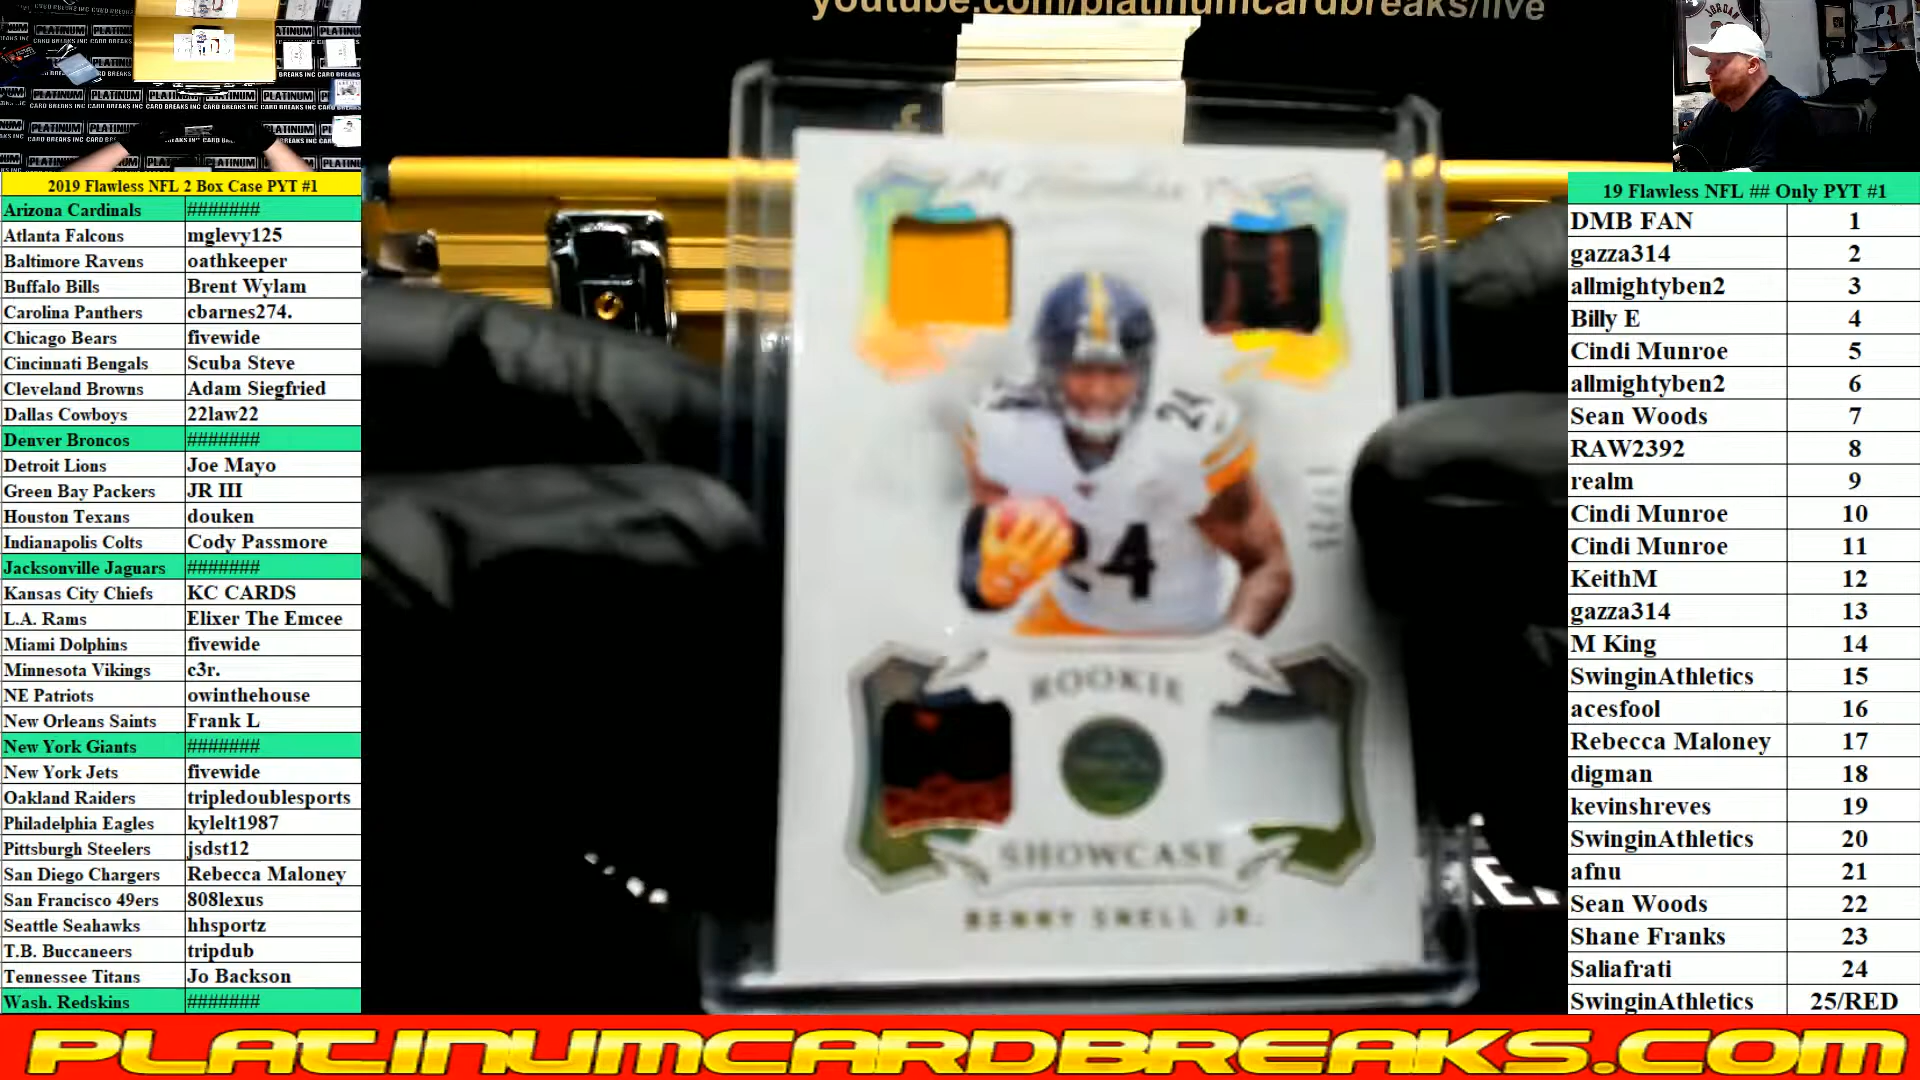 youtube.com/platinumcardbreaks/live
2019 Flawless NFL 2 Box Case PYT #1
Arizona Cardinals #######
Atlanta Falcons mglevy125
Baltimore Ravens oathkeeper
Buffalo Bills Brent Wylam
Carolina Panthers cbarnes274.
Chicago Bears fivewide
Cincinnati Bengals Scuba Steve
Cleveland Browns Adam Siegfried
Dallas Cowboys 22law22
Denver Broncos #######
Detroit Lions Joe Mayo
Green Bay Packers JR III
Houston Texans douken
Indianapolis Colts Cody Passmore
Jacksonville Jaguars #######
Kansas City Chiefs KC CARDS
L.A. Rams Elixer The Emcee
Miami Dolphins fivewide
Minnesota Vikings c3r.
NE Patriots owinthehouse
New Orleans Saints Frank L
New York Giants #######
New York Jets fivewide
Oakland Raiders tripledoublesports
Philadelphia Eagles kylelt1987
Pittsburgh Steelers jsdst12
San Diego Chargers Rebecca Maloney
San Francisco 49ers 808lexus
Seattle Seahawks hhsportz
T.B. Buccaneers tripdub
Tennessee Titans Jo Backson
Wash. Redskins #######
24
24
ROOKIE
SHOWCASE
BENNY SNELL JR.
19 Flawless NFL ## Only PYT #1
DMB FAN 1
gazza314 2
allmightyben2 3
Billy E 4
Cindi Munroe 5
allmightyben2 6
Sean Woods 7
RAW2392 8
realm 9
Cindi Munroe 10
Cindi Munroe 11
KeithM 12
gazza314 13
M King 14
SwinginAthletics 15
acesfool 16
Rebecca Maloney 17
digman 18
kevinshreves 19
SwinginAthletics 20
afnu 21
Sean Woods 22
Shane Franks 23
Saliafrati 24
SwinginAthletics 25/RED
PLATINUMCARDBREAKS.COM